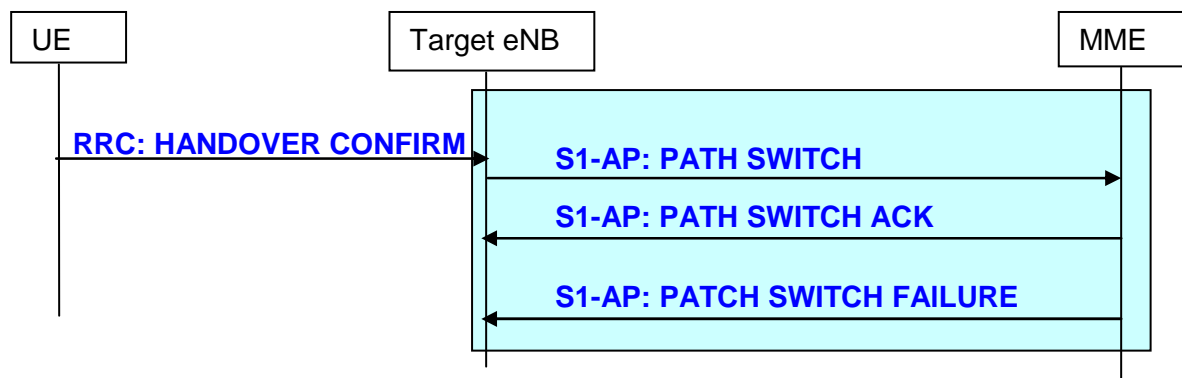 UE
Target eNB
MME
RRC: HANDOVER CONFIRM
S1-AP: PATH SWITCH
S1-AP: PATH SWITCH ACK
S1-AP: PATCH SWITCH FAILURE